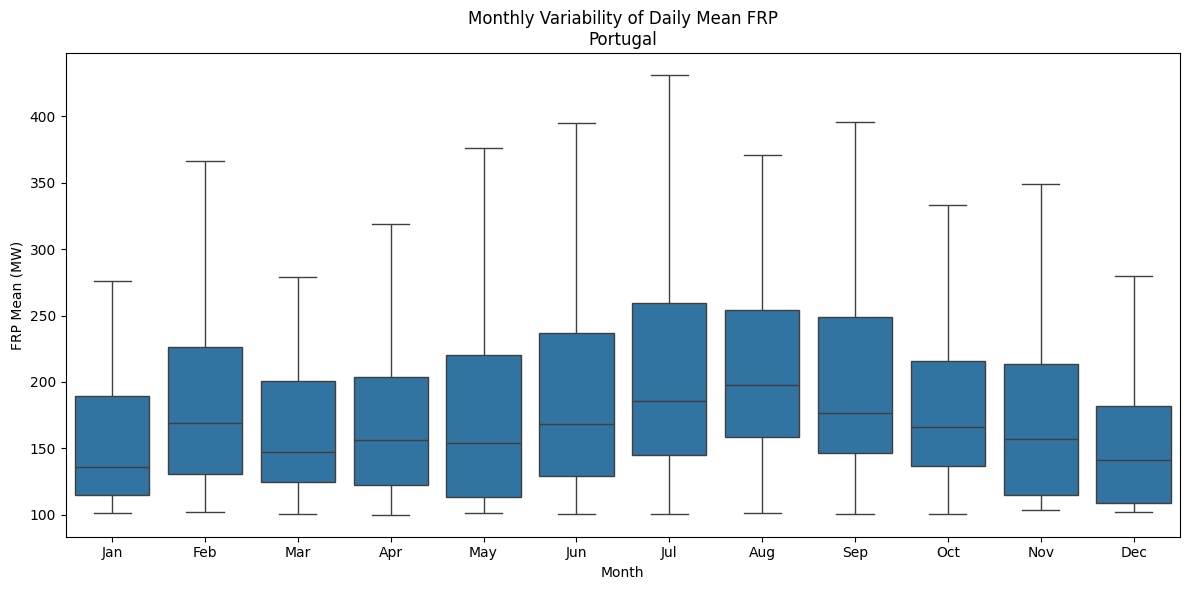 Monthly Variability of Daily Mean FRP
Portugal
FRP Mean (MW)
400
350
300
250
200
150
100
Jan Feb Mar Apr May Jun Jul Aug Sep Oct Nov Dec
Month